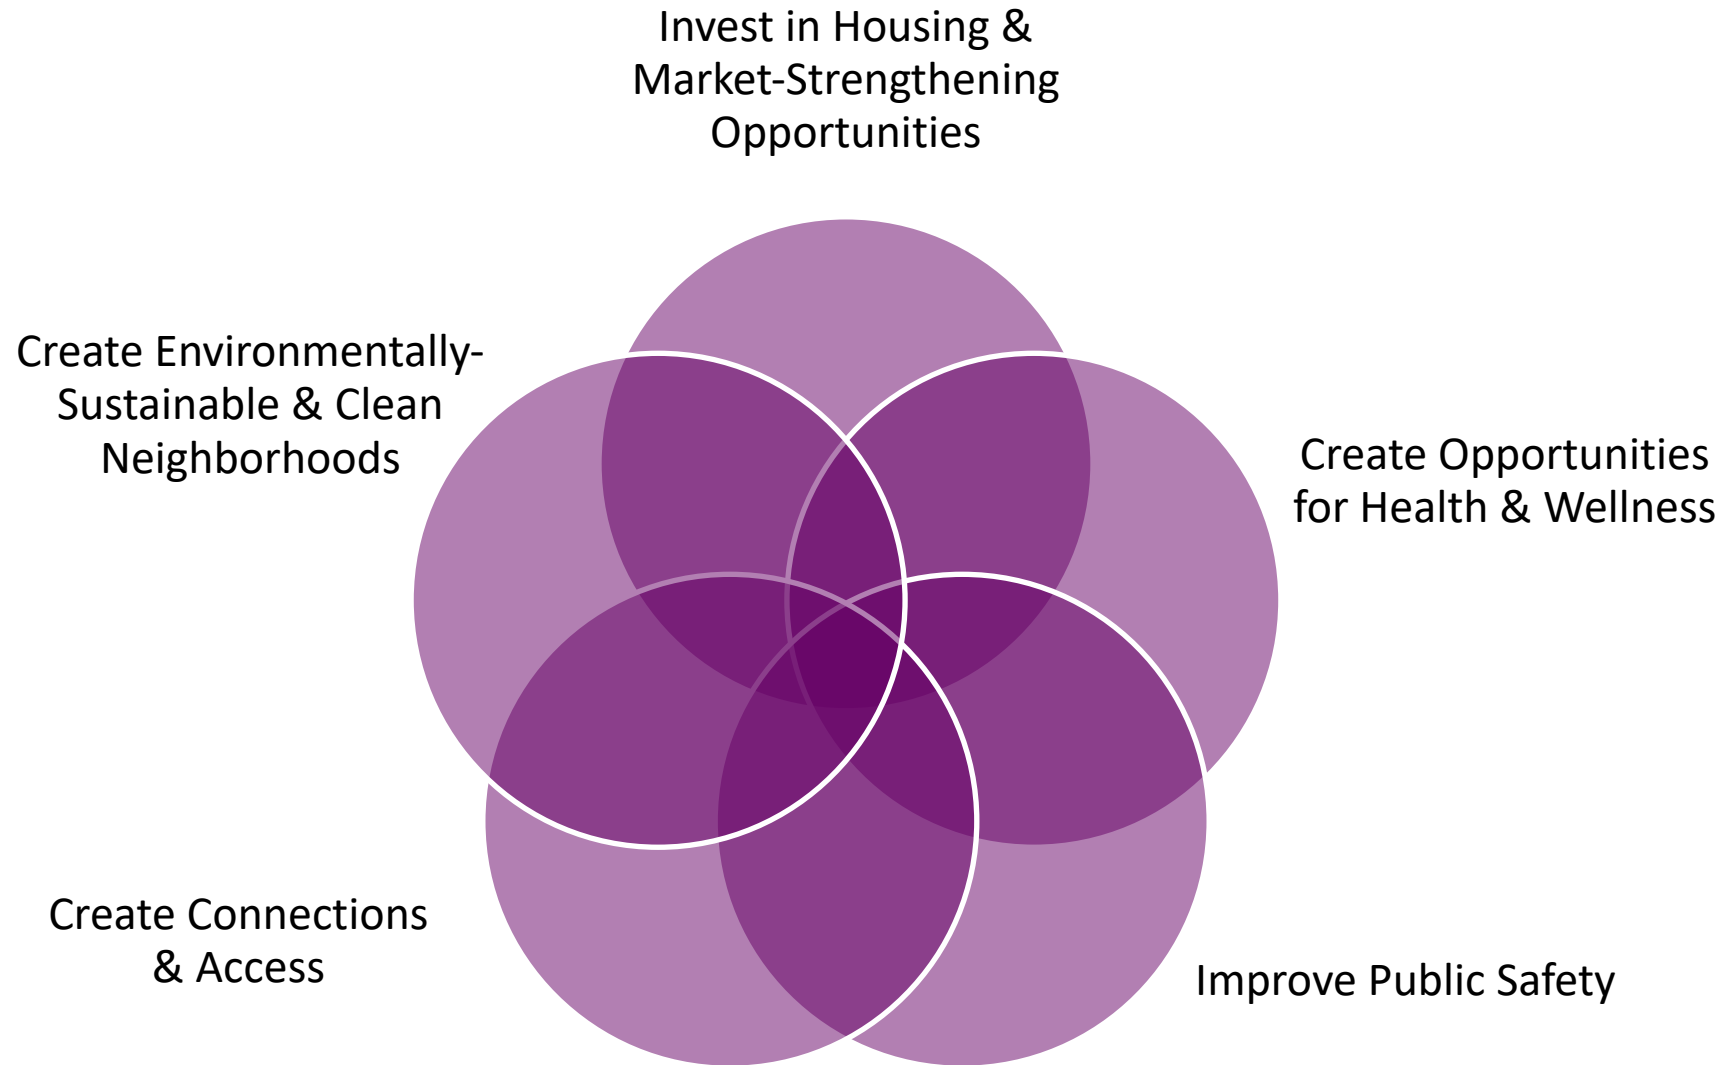 Invest in Housing &
Market-Strengthening
Opportunities
Create Environmentally-
Sustainable & Clean
Neighborhoods
Create Opportunities
for Health & Wellness
Create Connections
& Access
Improve Public Safety